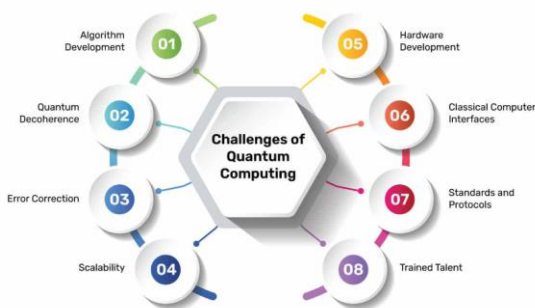 Challenges of
Quantum
Computing
Algorithm
Development
01
Quantum
Decoherence
02
Error Correction
03
Scalability
04
05
Hardware
Development
06
Classical Computer
Interfaces
07
Standards and
Protocols
08
Trained Talent